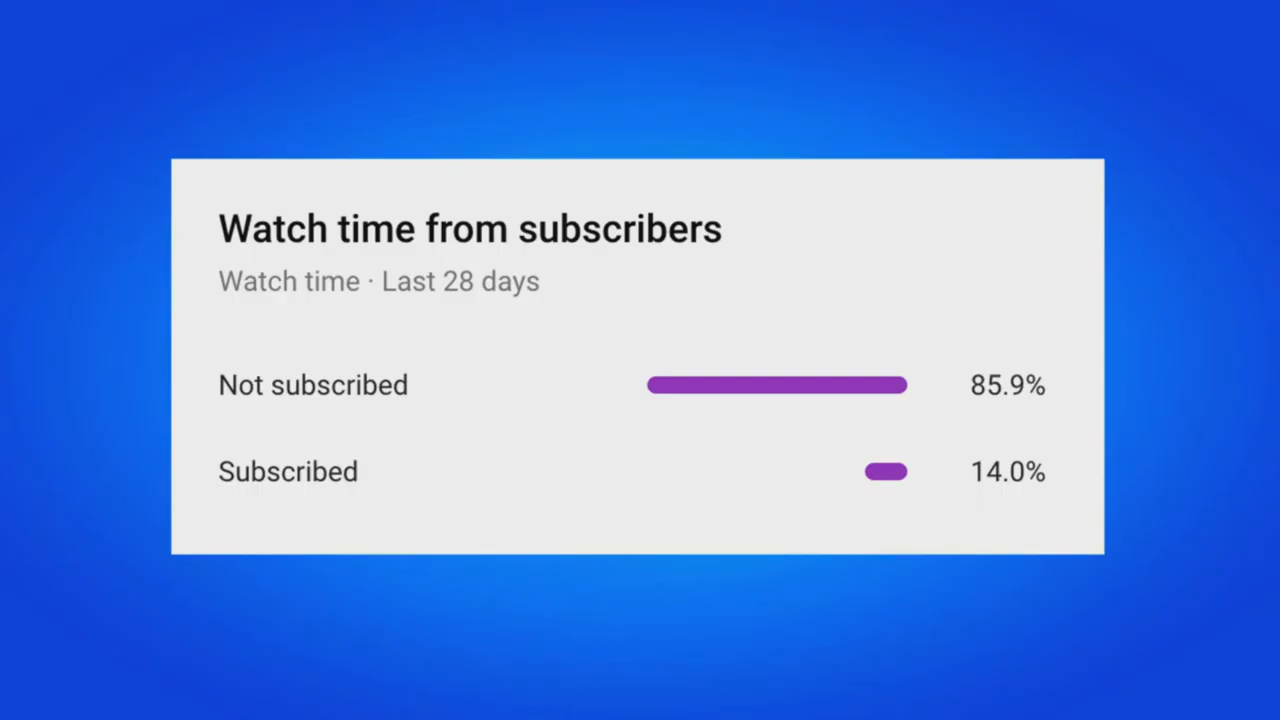 Watch time from subscribers
Watch time · Last 28 days
Not subscribed 85.9%
Subscribed 14.0%